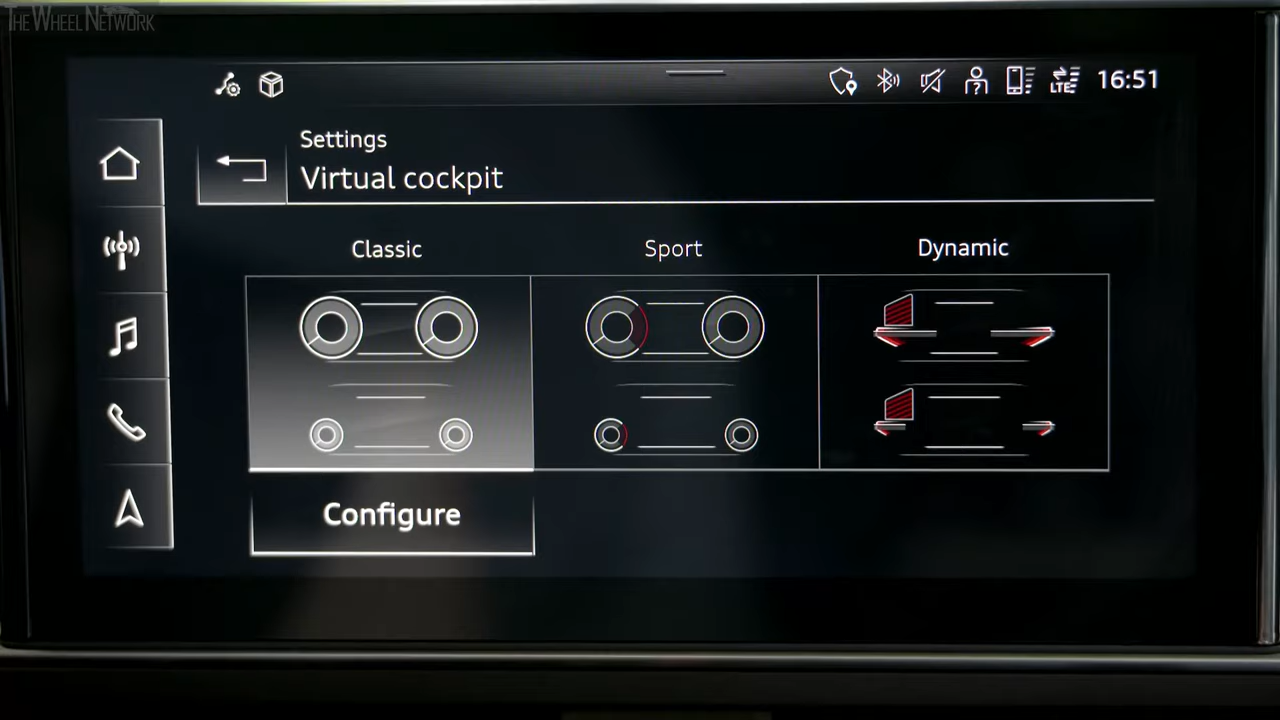 THE WHEEL NETWORK
LTE 16:51
Settings
Virtual cockpit
Classic Sport Dynamic
Configure